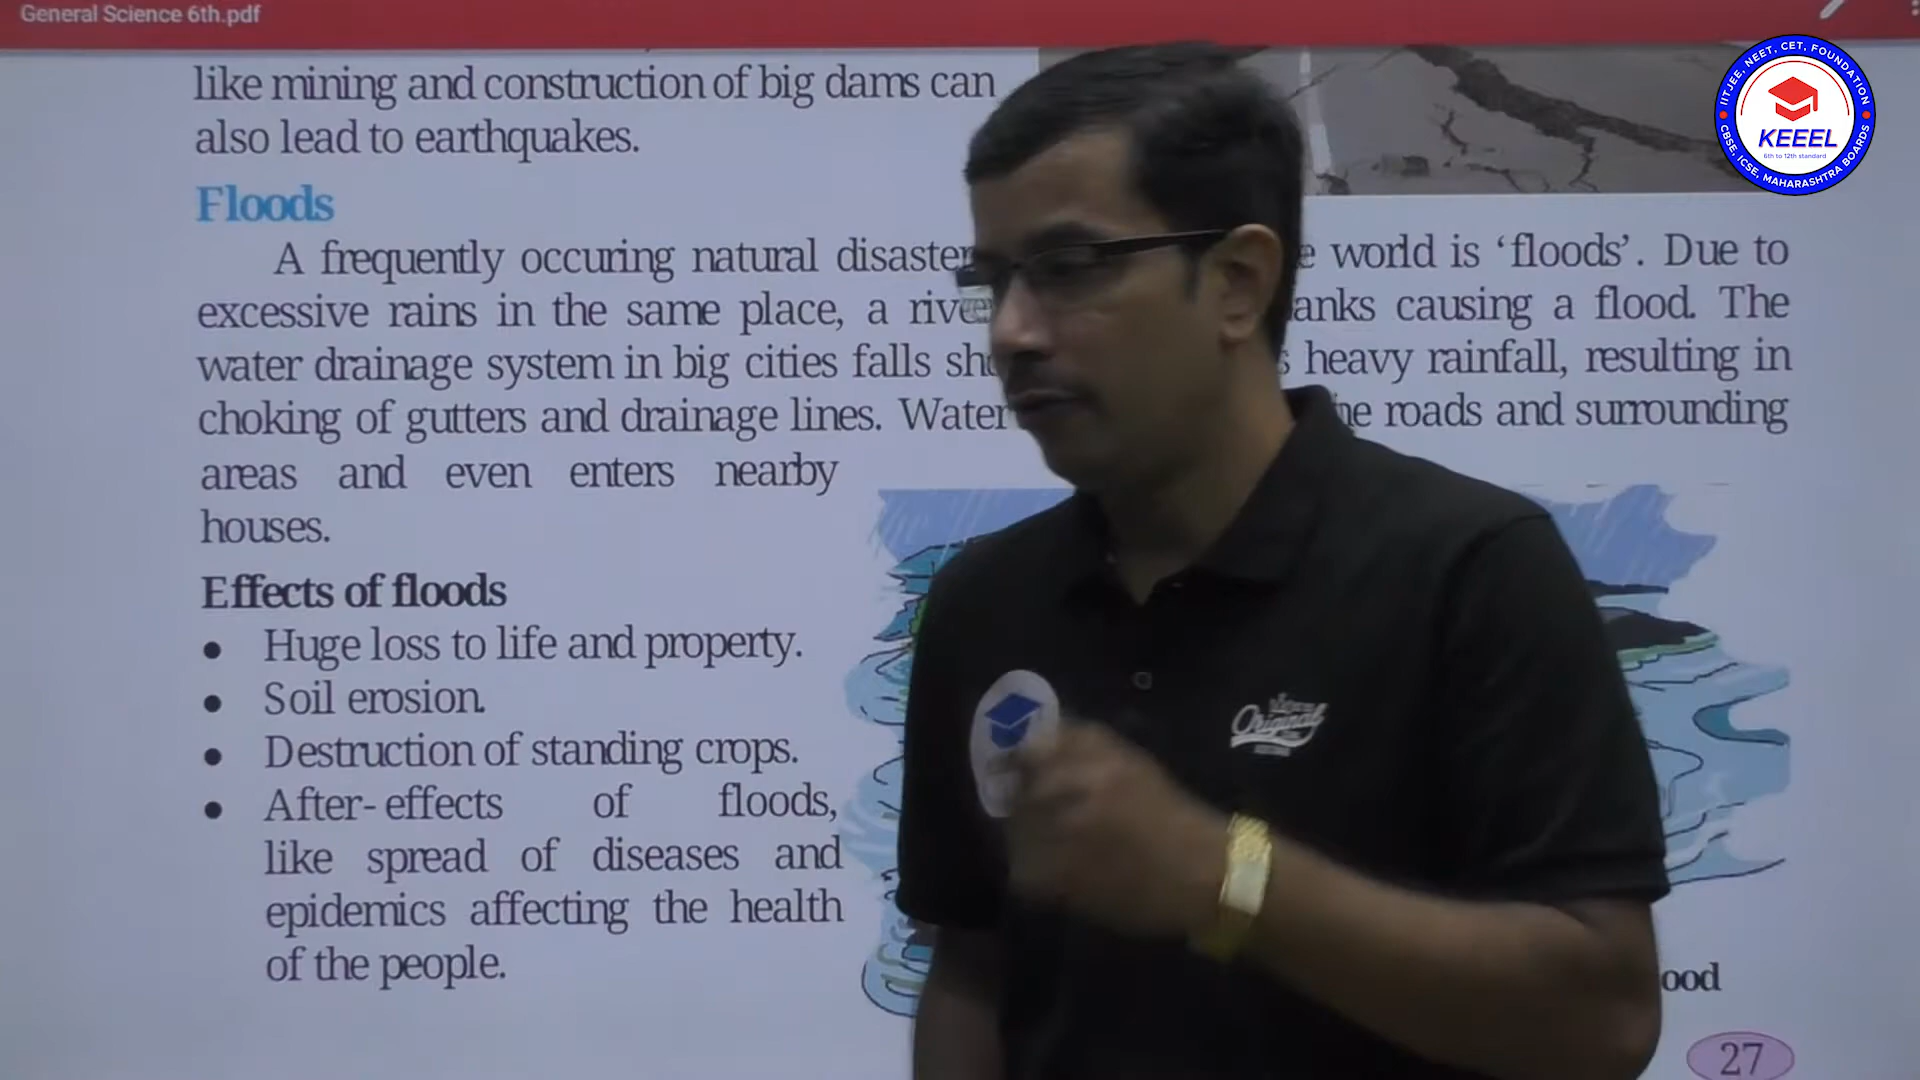 General Science 6th.pdf
like mining and construction of big dams can
also lead to earthquakes.
Floods
A frequently occuring natural disaster world is ‘floods’. Due to
excessive rains in the same place, a causing a flood. The
water drainage system in big cities falls heavy rainfall, resulting in
choking of gutters and drainage lines. Water roads and surrounding
areas and even enters nearby
houses.
Effects of floods
• Huge loss to life and property.
• Soil erosion.
• Destruction of standing crops.
• After-effects of floods,
like spread of diseases and
epidemics affecting the health
of the people.
27
IITJEE, NEET, CET, FOUNDATION
KEEEL
6th to 12th standard
CBSE, ICSE, MAHARASHTRA BOARDS
Original